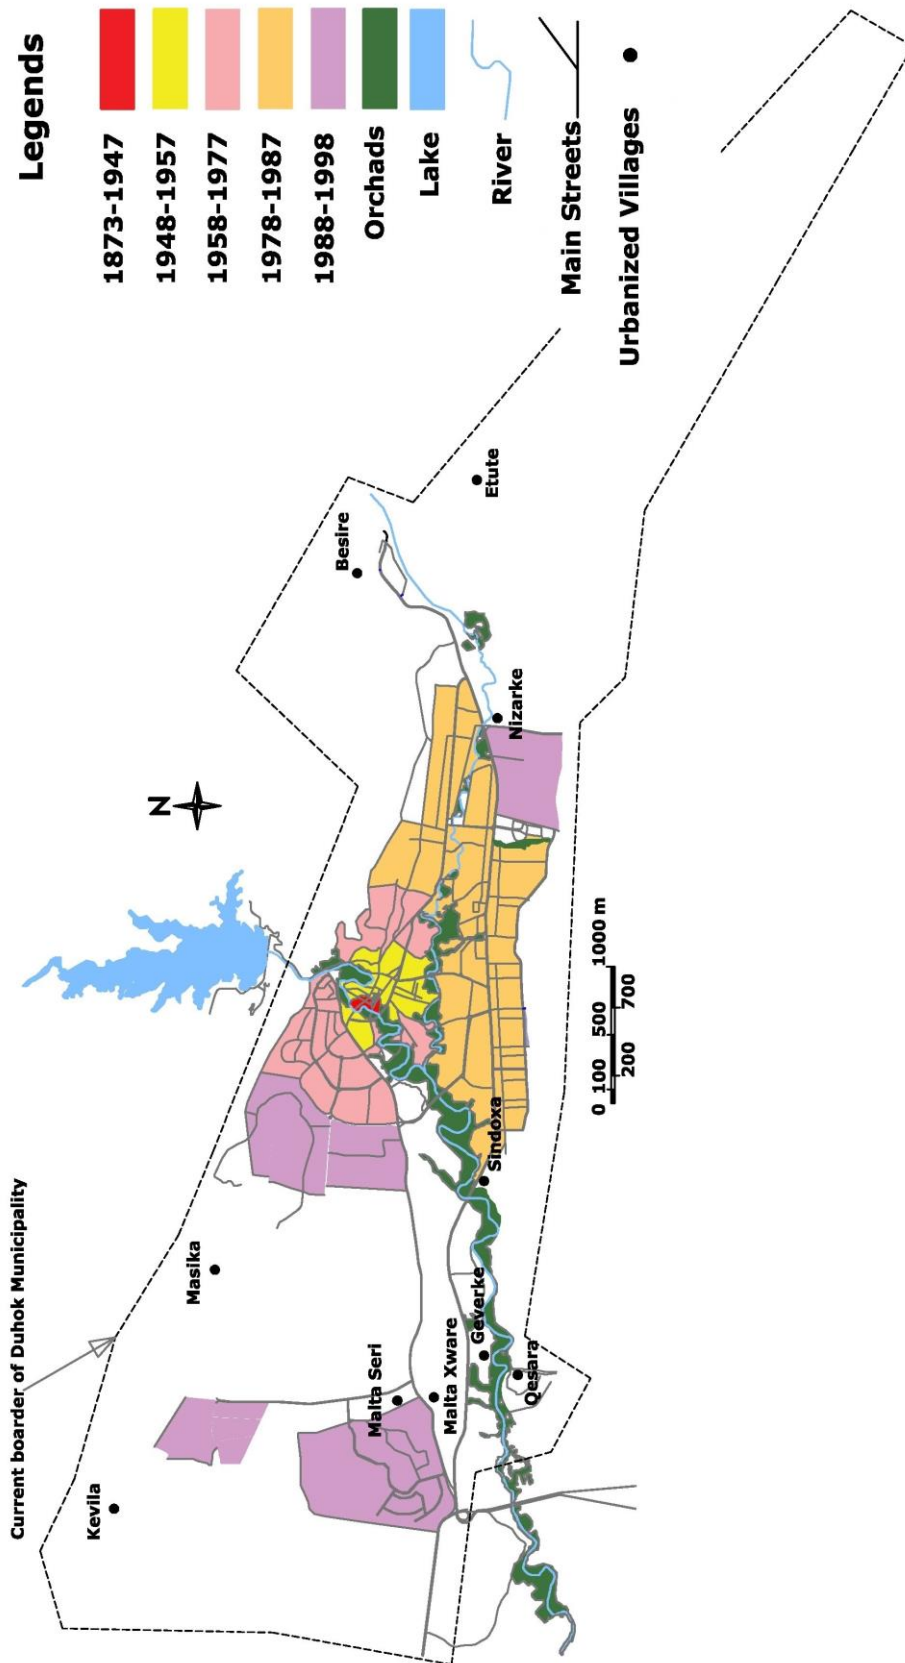 Legends
1873-1947
1948-1957
1958-1977
1978-1987
1988-1998
Orchads
Lake
River
Main Streets
Urbanized Villages
Current boarder of Duhok Municipality
N
Kevila
Masika
Malta Seri
Malta Xware
Geverke
Qesara
Sindoxa
Nizarke
Besire
Etute
0 100 500 1000 m
200 700